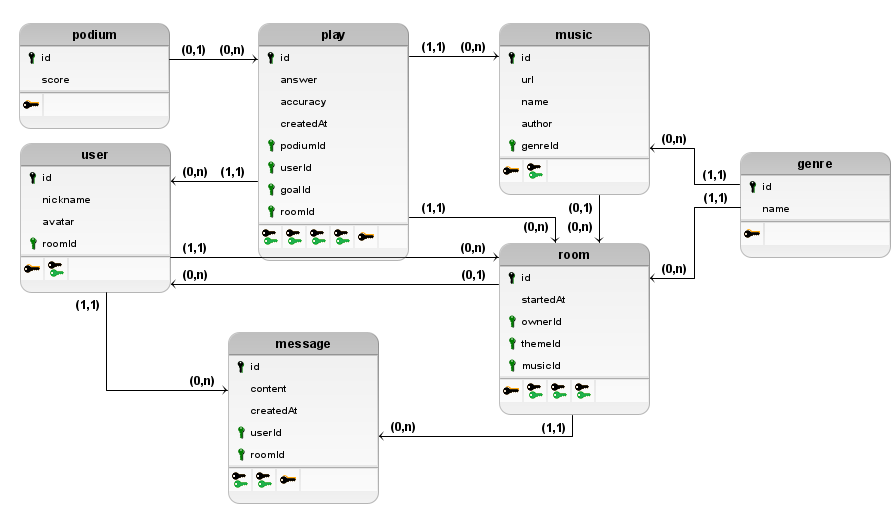 podium
id
score
(0,1) (0,n)
play
id
answer
accuracy
createdAt
podiumId
userId
goalId
roomId
(1,1) (0,n)
music
id
url
name
author
genreId
(0,n)
(1,1)
(1,1)
(0,n)
genre
id
name
user
id
nickname
avatar
roomId
(0,n) (1,1)
(1,1)
(0,n)
(0,1)
(0,n)
(1,1)
(0,n)
(0,n)
(0,1)
room
id
startedAt
ownerId
themeId
musicId
(1,1)
(0,n)
message
id
content
createdAt
userId
roomId
(0,n)
(1,1)